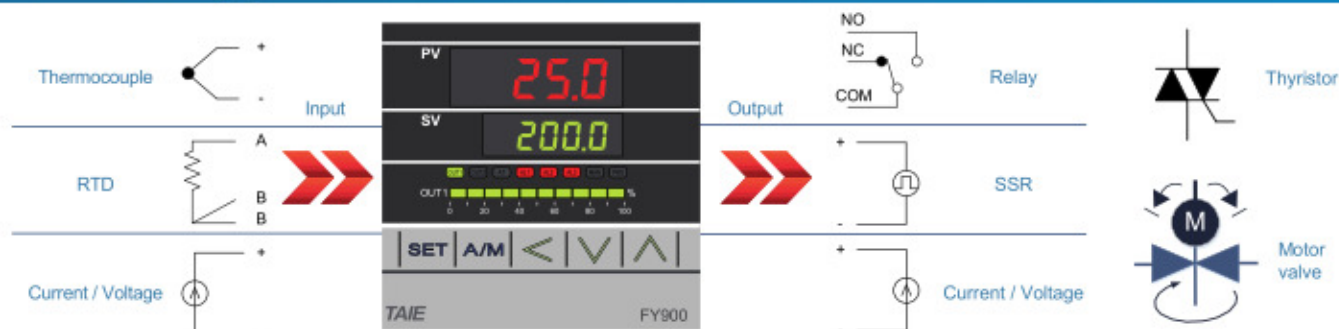 Thermocouple
+
-
Input
RTD
A
B
B
Current / Voltage
+
PV
25.0
SV
200.0
OUT1
%
0 20 40 60 80 100
SET A/M
TAIE FY900
Output
NO
NC
COM
Relay
+
-
SSR
+
Current / Voltage
Thyristor
M
Motor
valve